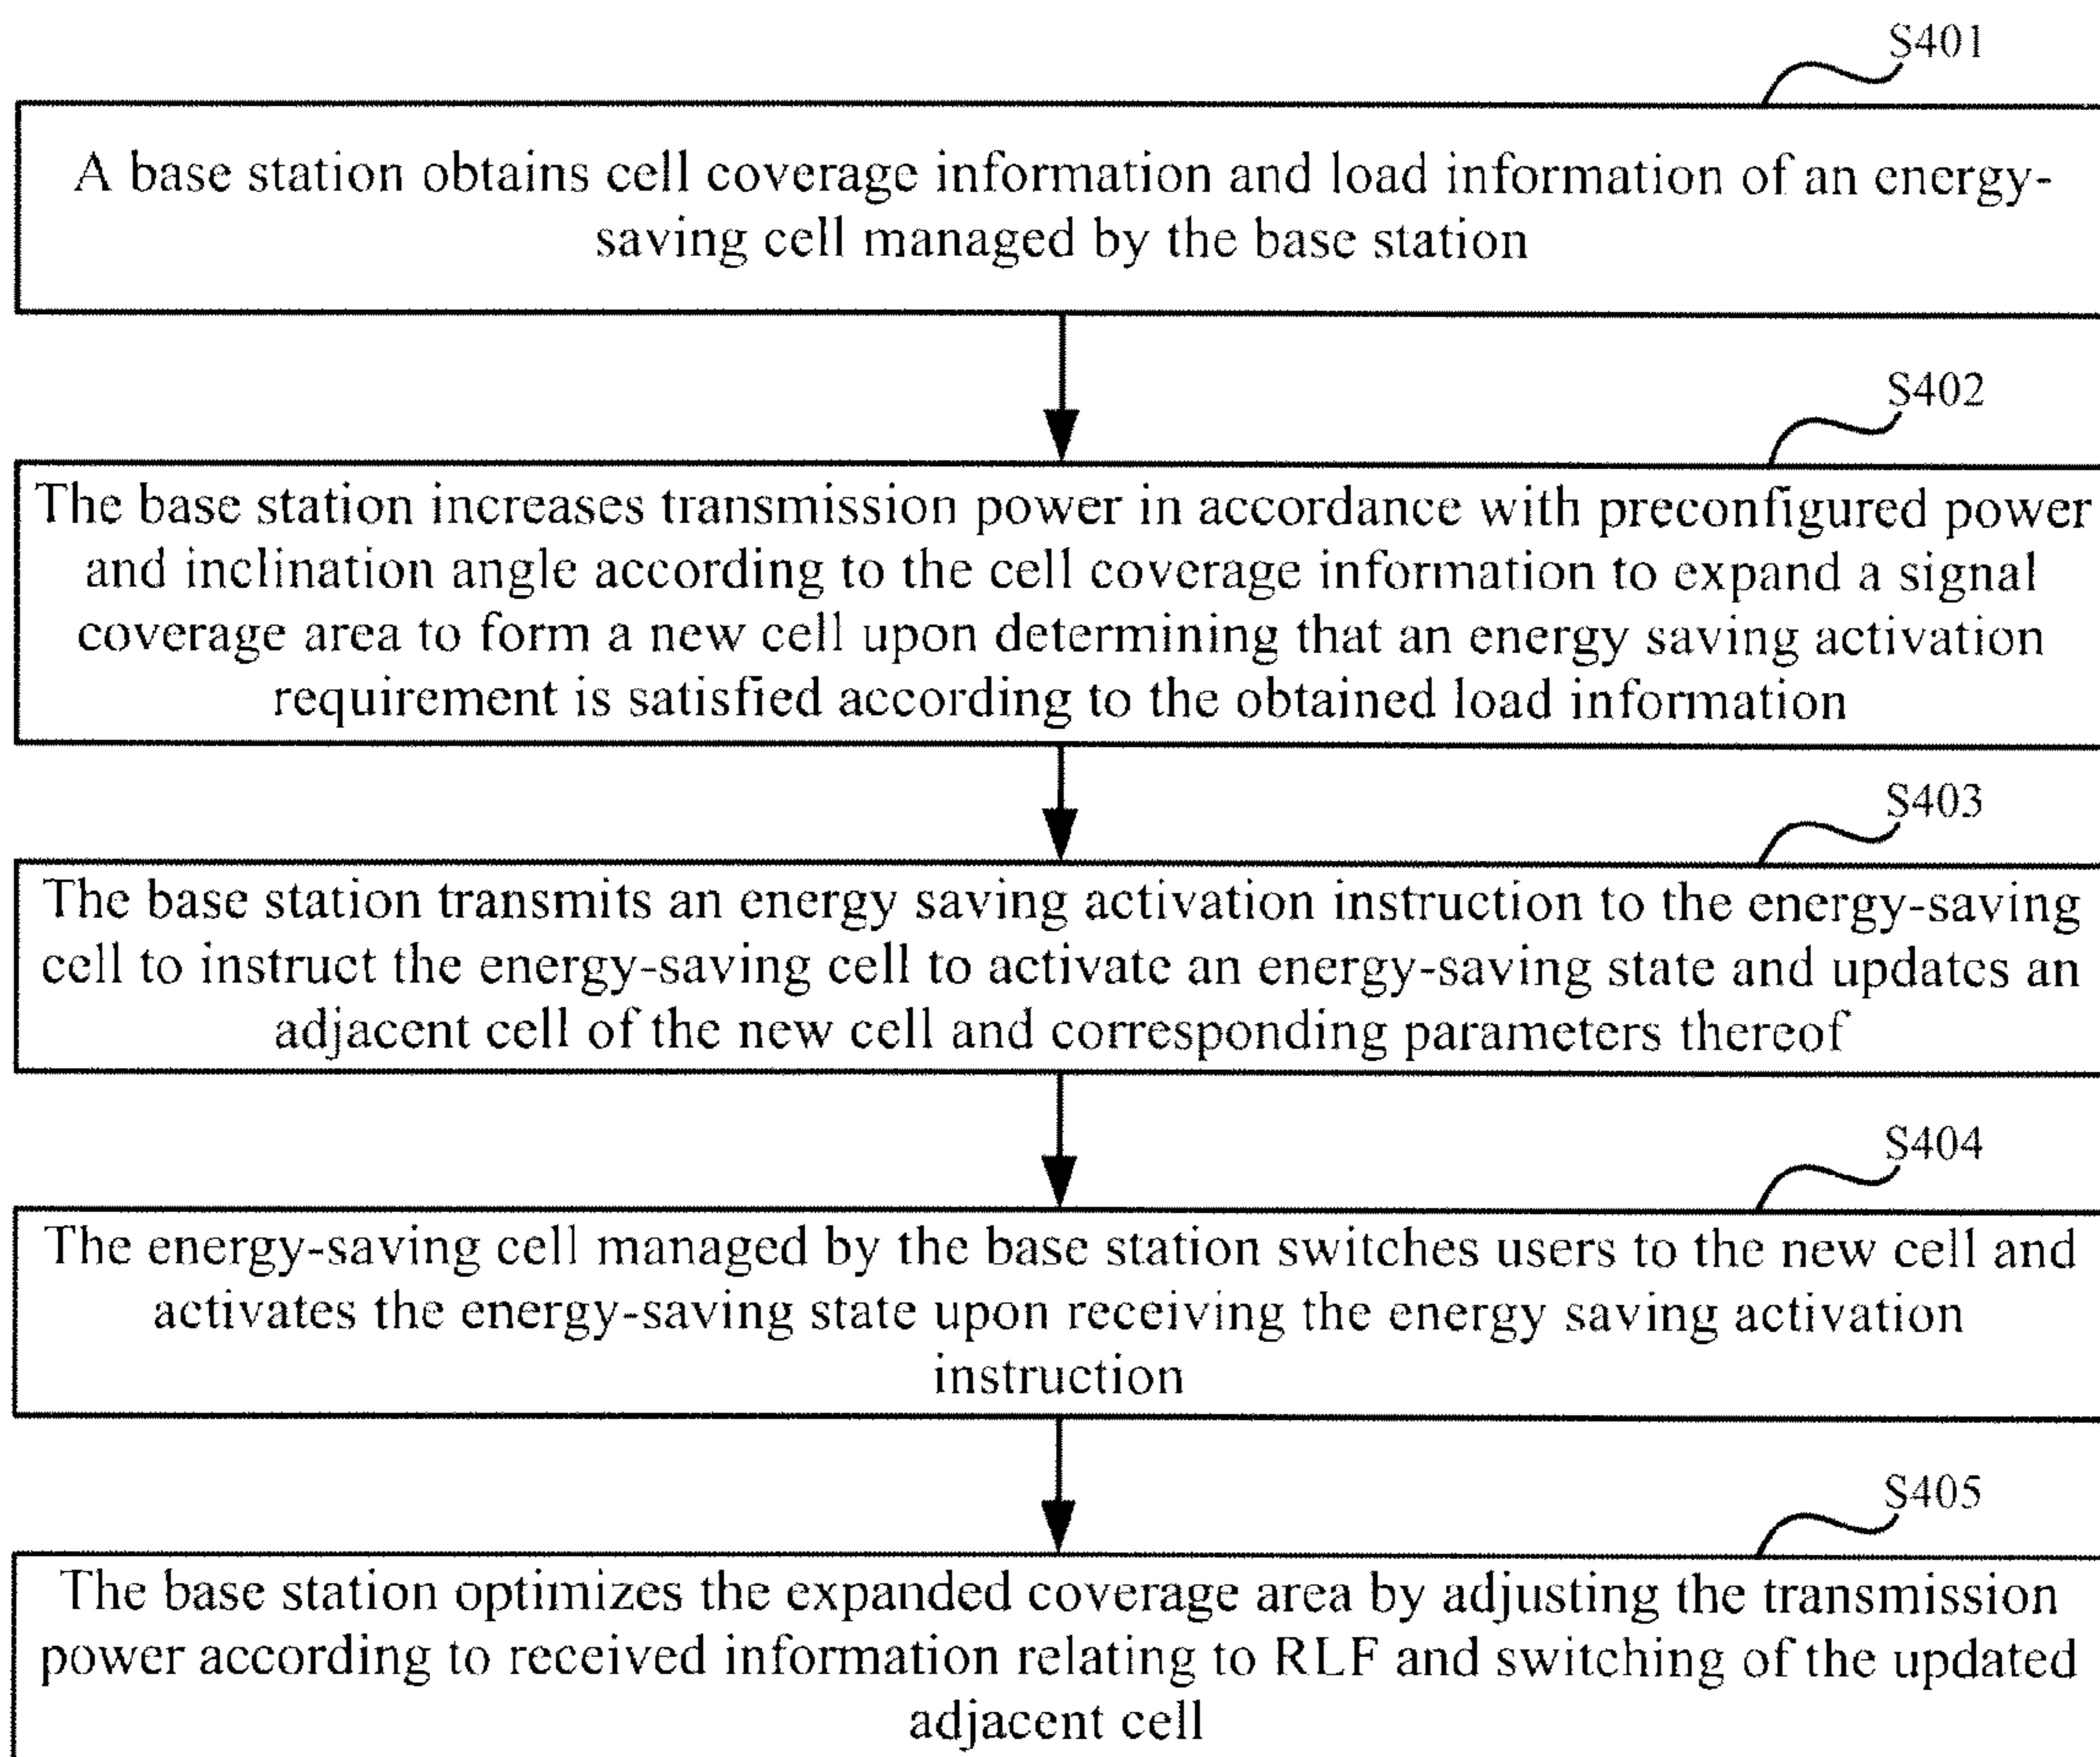 S401
A base station obtains cell coverage information and load information of an energy-
saving cell managed by the base station
S402
The base station increases transmission power in accordance with preconfigured power
and inclination angle according to the cell coverage information to expand a signal
coverage area to form a new cell upon determining that an energy saving activation
requirement is satisfied according to the obtained load information
S403
The base station transmits an energy saving activation instruction to the energy-saving
cell to instruct the energy-saving cell to activate an energy-saving state and updates an
adjacent cell of the new cell and corresponding parameters thereof
S404
The energy-saving cell managed by the base station switches users to the new cell and
activates the energy-saving state upon receiving the energy saving activation
instruction
S405
The base station optimizes the expanded coverage area by adjusting the transmission
power according to received information relating to RLF and switching of the updated
adjacent cell